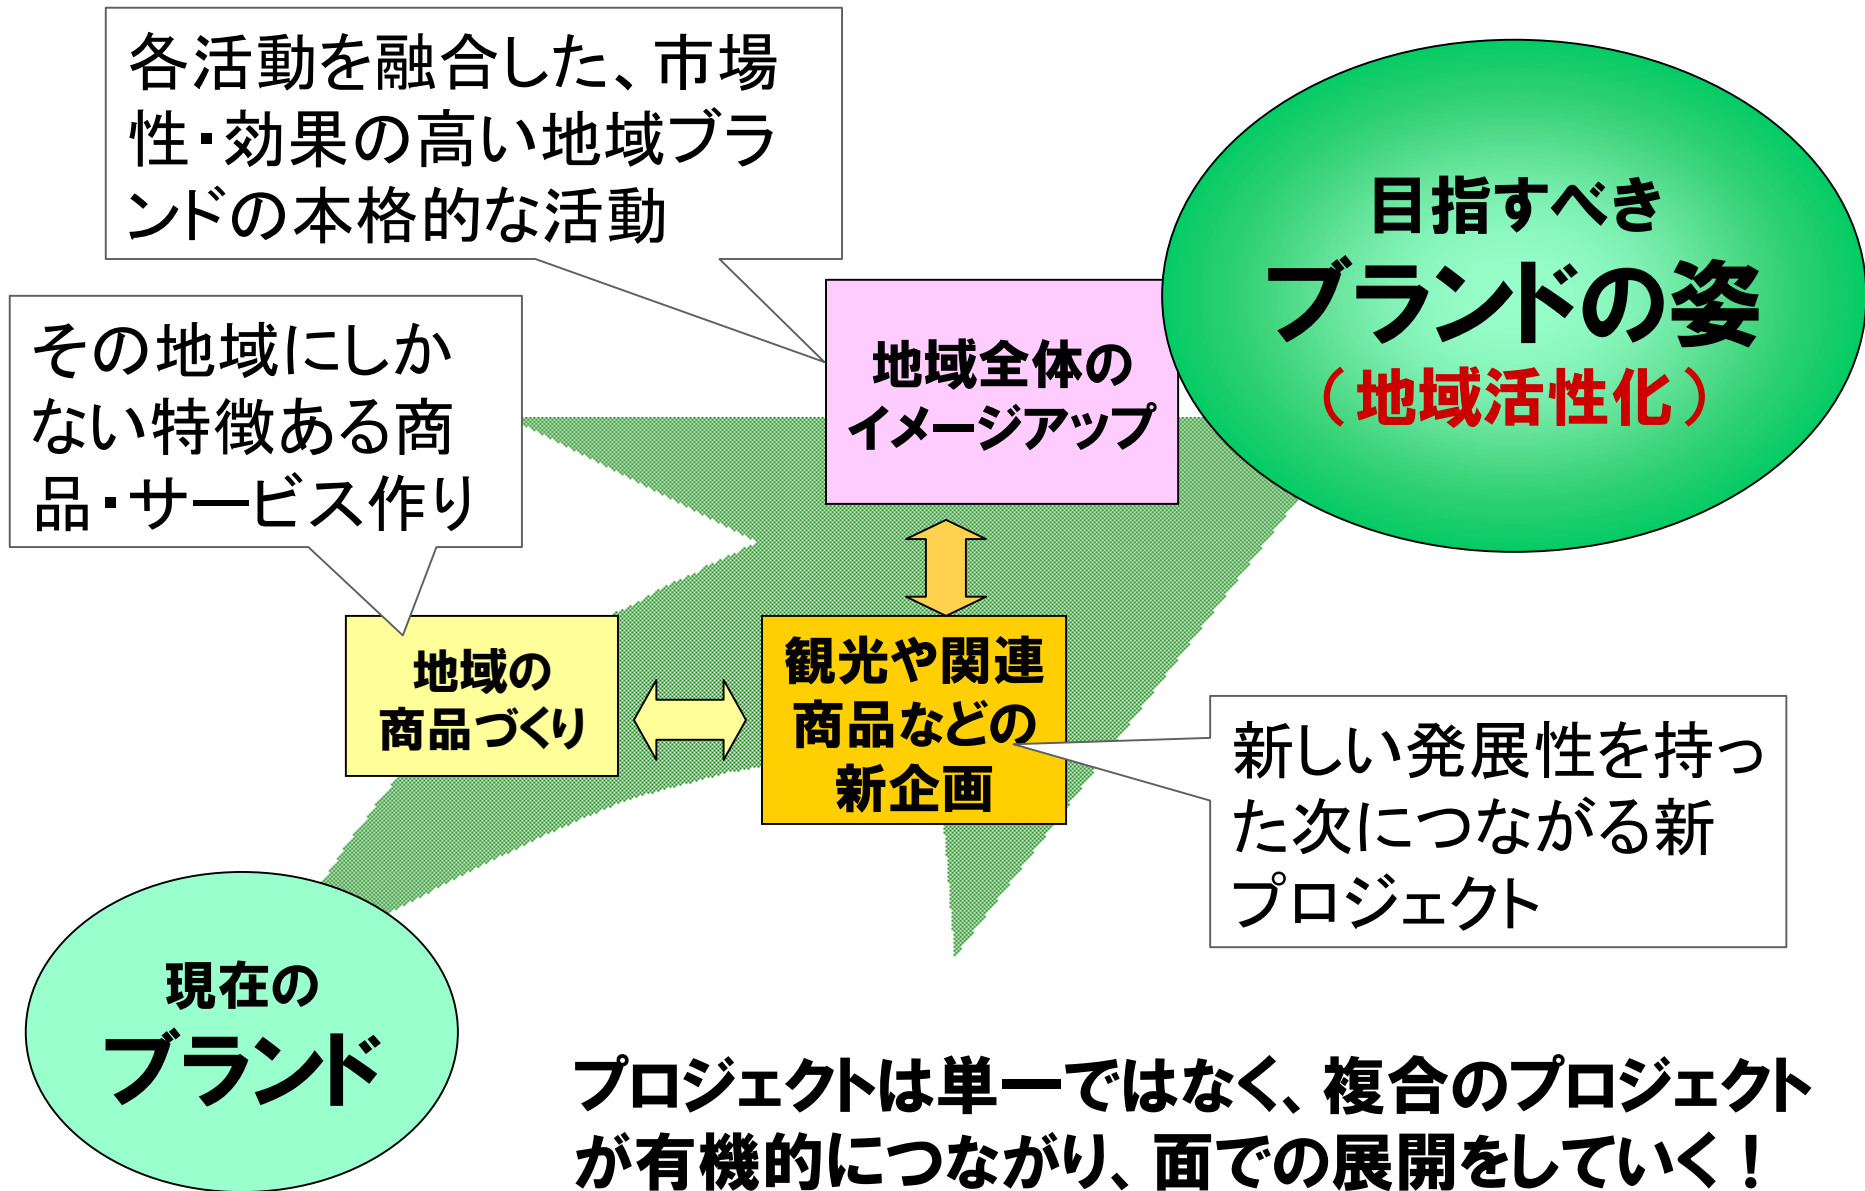 各活動を融合した、市場
性・効果の高い地域ブラ
ンドの本格的な活動
目指すべき
ブランドの姿
（地域活性化）
その地域にしか
ない特徴ある商
品・サービス作り
地域全体の
イメージアップ
地域の
商品づくり
観光や関連
商品などの
新企画
新しい発展性を持っ
た次につながる新
プロジェクト
現在の
ブランド
プロジェクトは単一ではなく、複合のプロジェクト
が有機的につながり、面での展開をしていく！